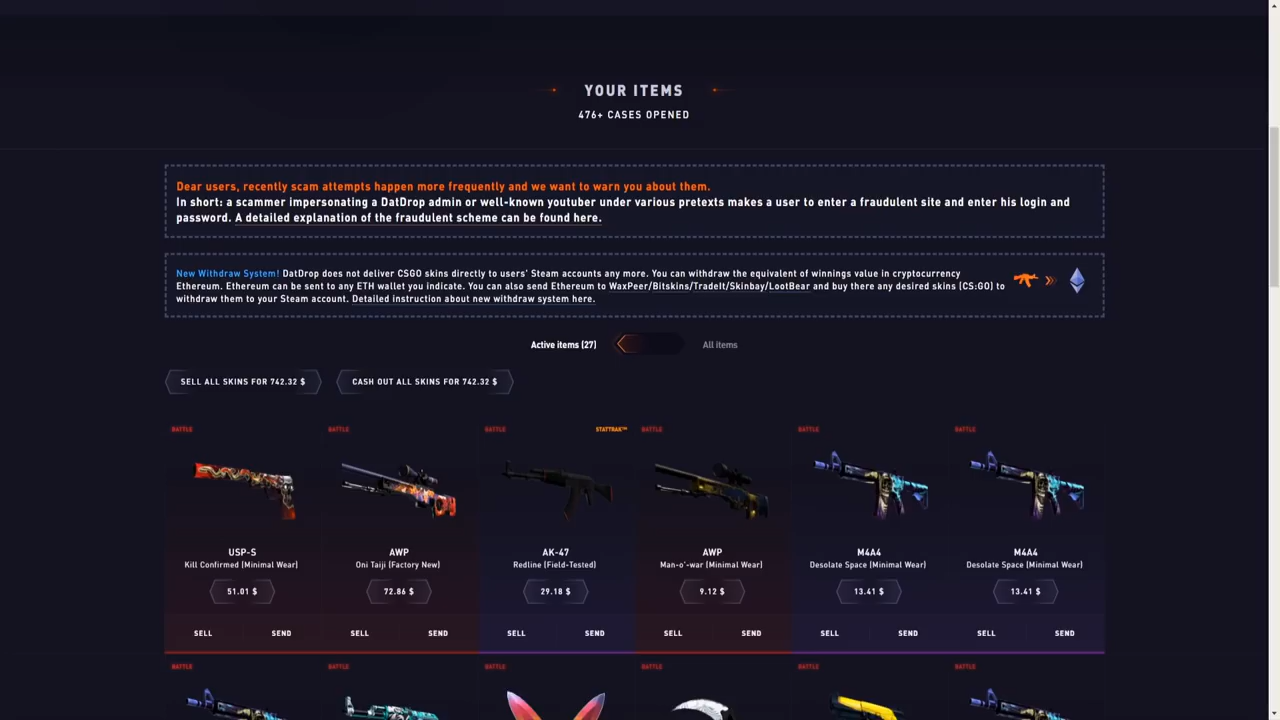 YOUR ITEMS
476+ CASES OPENED
Dear users, recently scam attempts happen more frequently and we want to warn you about them.
In short: a scammer impersonating a DatDrop admin or well-known youtuber under various pretexts makes a user to enter a fraudulent site and enter his login and
password. A detailed explanation of the fraudulent scheme can be found here.
New Withdraw System! DatDrop does not deliver CSGO skins directly to users' Steam accounts any more. You can withdraw the equivalent of winnings value in cryptocurrency
Ethereum. Ethereum can be sent to any ETH wallet you indicate. You can also send Ethereum to WaxPeer/Bitskins/TradeIt/Skinbay/LootBear and buy there any desired skins (CS:GO) to
withdraw them to your Steam account. Detailed instruction about new withdraw system here.
Active items (27) All items
SELL ALL SKINS FOR 742.32 $ CASH OUT ALL SKINS FOR 742.32 $
BATTLE BATTLE BATTLE STATTRAK™ BATTLE BATTLE BATTLE
USP-S AWP AK-47 AWP M4A4 M4A4
Kill Confirmed (Minimal Wear) Oni Taiji (Factory New) Redline (Field-Tested) Man-o'-war (Minimal Wear) Desolate Space (Minimal Wear) Desolate Space (Minimal Wear)
51.01 $ 72.86 $ 29.18 $ 9.12 $ 13.41 $ 13.41 $
SELL SEND SELL SEND SELL SEND SELL SEND SELL SEND SELL SEND
BATTLE BATTLE BATTLE BATTLE BATTLE BATTLE